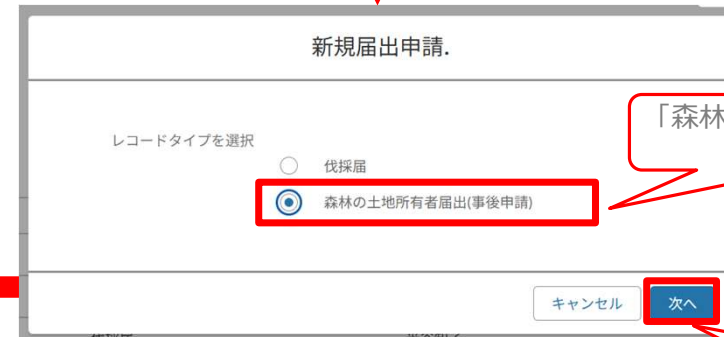 新規届出申請.
「森林
レコードタイプを選択
伐採届
森林の土地所有者届出(事後申請)
キャンセル
次へ